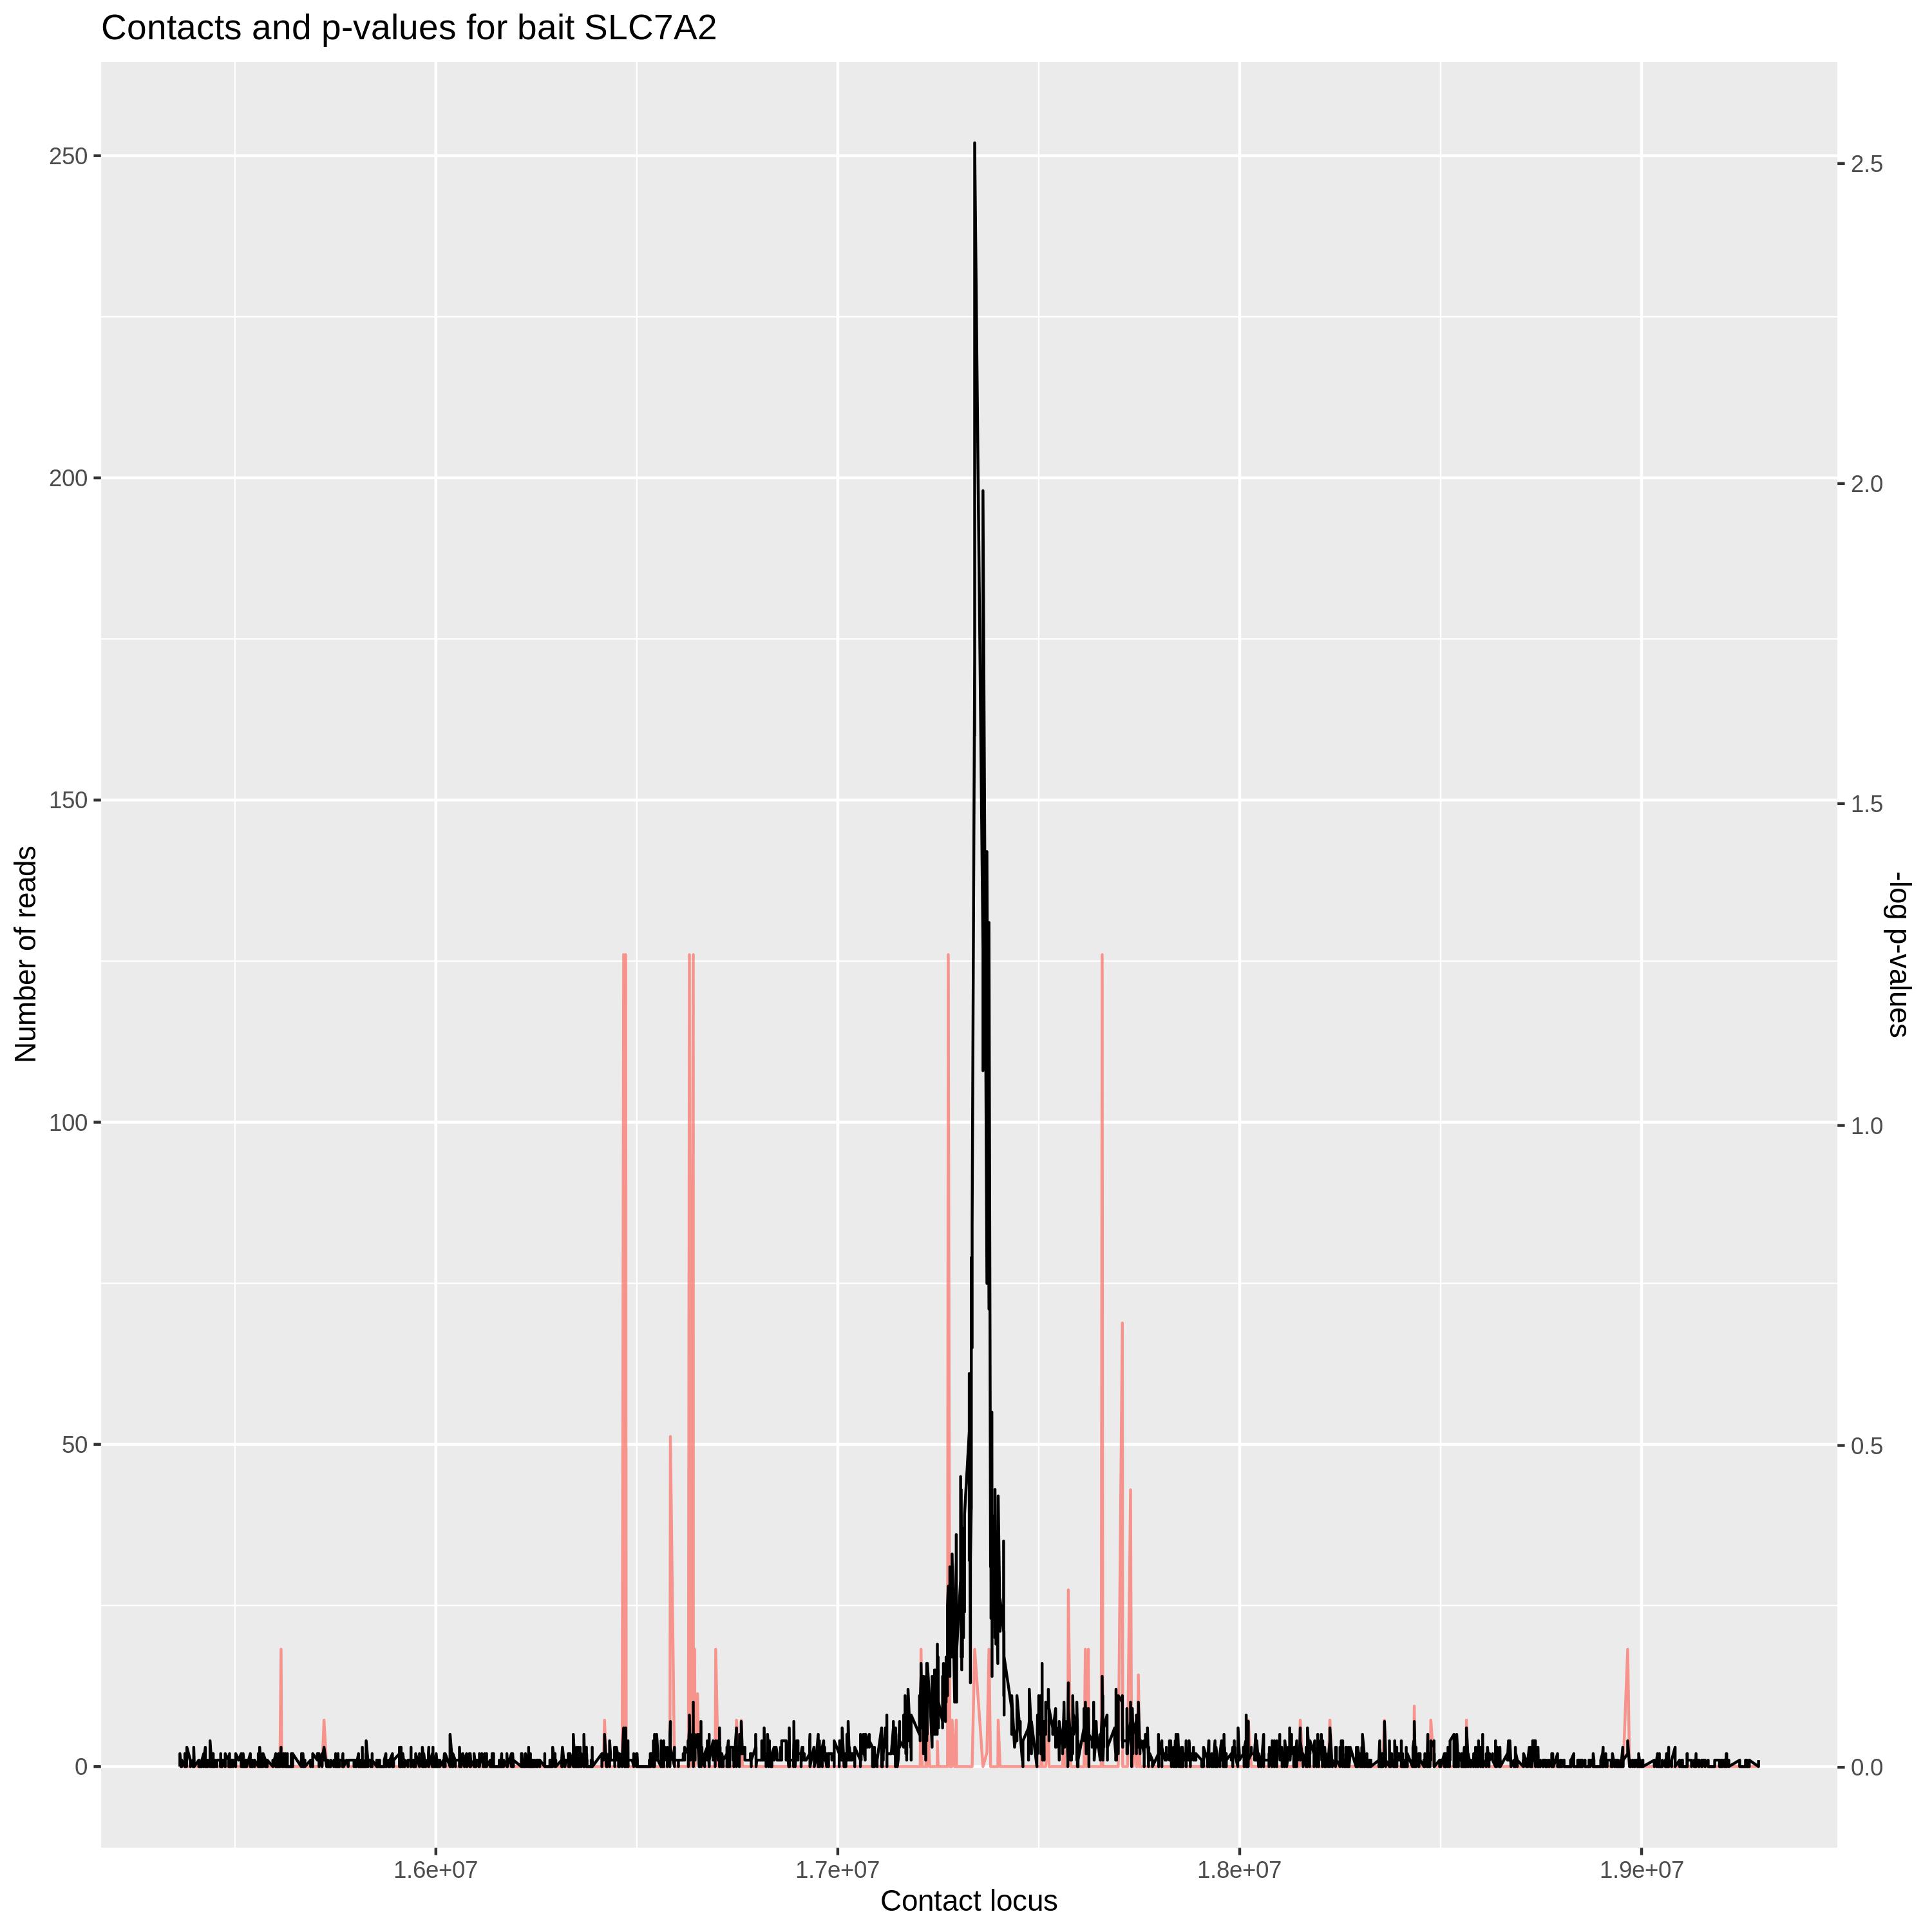 Contacts and p-values for bait SLC7A2
250
200
150
100
50
0
Number of reads
2.5
2.0
1.5
1.0
0.5
0.0
-log p-values
1.6e+07
1.7e+07
1.8e+07
1.9e+07
Contact locus